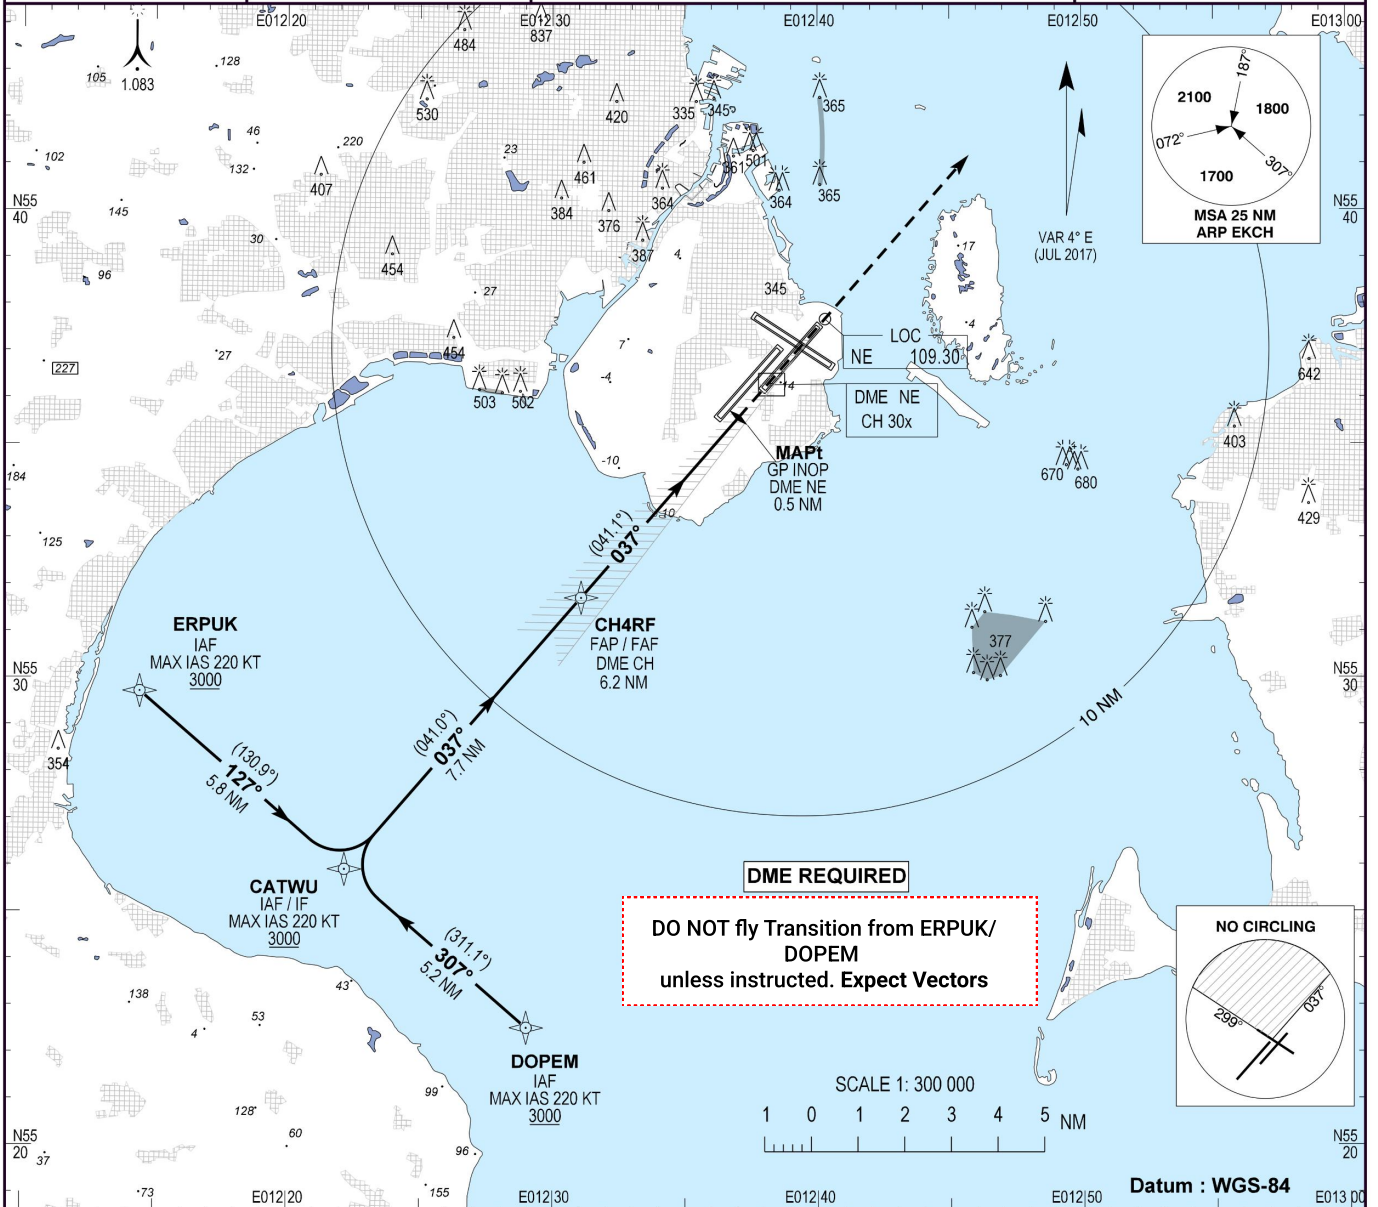 E012 20
E012 30
E012 40
E012 50
E013 00
484
837
1.083
105
128
530
420
335
345
365
46
220
23
102
132
407
461
361
501
384
364
364
365
145
376
N55
40
30
387
4
454
96
27
345
17
4
7
-4
227
27
454
503
502
14
-10
184
125
10
187°
2100
1800
072°
307°
1700
MSA 25 NM
ARP EKCH
N55
40
VAR 4° E
(JUL 2017)
LOC
NE 109.30
DME NE
CH 30x
MAPt
GP INOP
DME NE
0.5 NM
642
403
670
680
429
(041.1°)
037°
CH4RF
FAP / FAF
DME CH
6.2 NM
377
ERPUK
IAF
MAX IAS 220 KT
3000
N55
30
N55
30
10 NM
354
(130.9°)
127°
5.8 NM
(041.0°)
037°
7.7 NM
CATWU
IAF / IF
MAX IAS 220 KT
3000
(311.1°)
307°
5.2 NM
DME REQUIRED
DO NOT fly Transition from ERPUK/
DOPEM
unless instructed. Expect Vectors
NO CIRCLING
299°
037°
138
43
53
4
DOPEM
IAF
MAX IAS 220 KT
3000
SCALE 1: 300 000
1 0 1 2 3 4 5 NM
99
128
60
96
N55
20
37
73
155
N55
20
Datum : WGS-84
E012 20
E012 30
E012 40
E012 50
E013 00